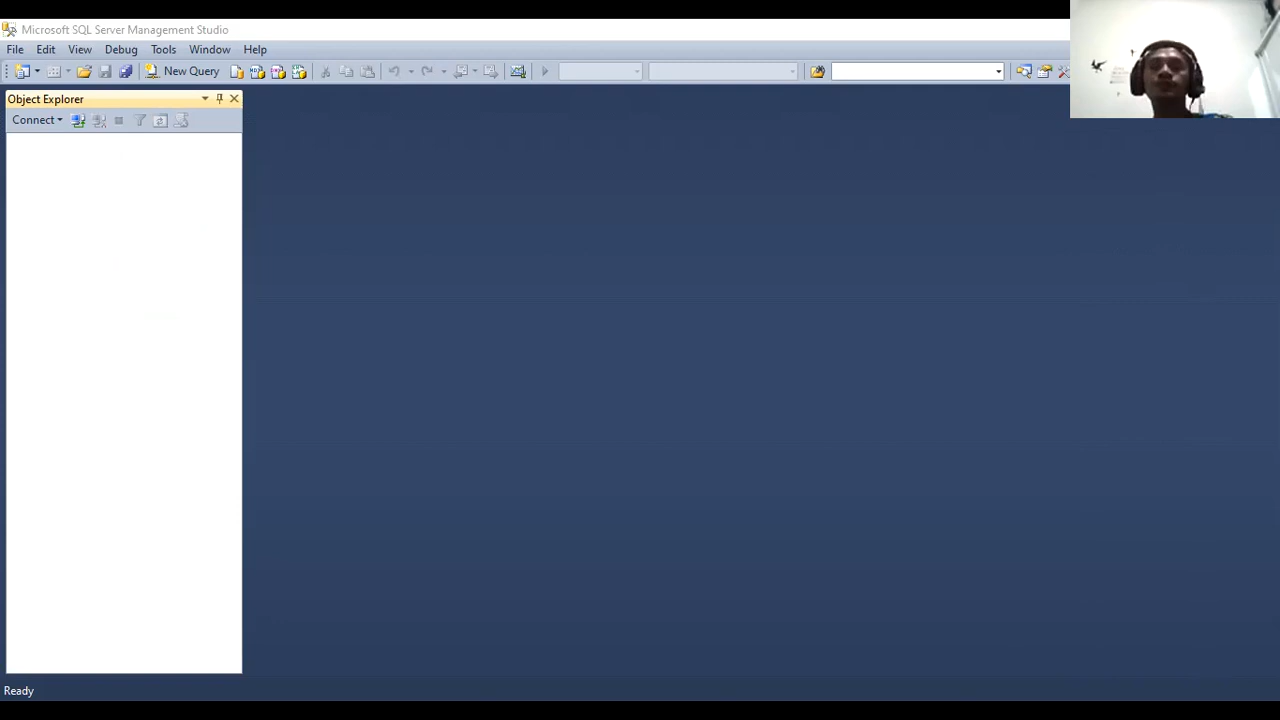 Microsoft SQL Server Management Studio
File Edit View Debug Tools Window Help
New Query
Object Explorer
Connect
Ready